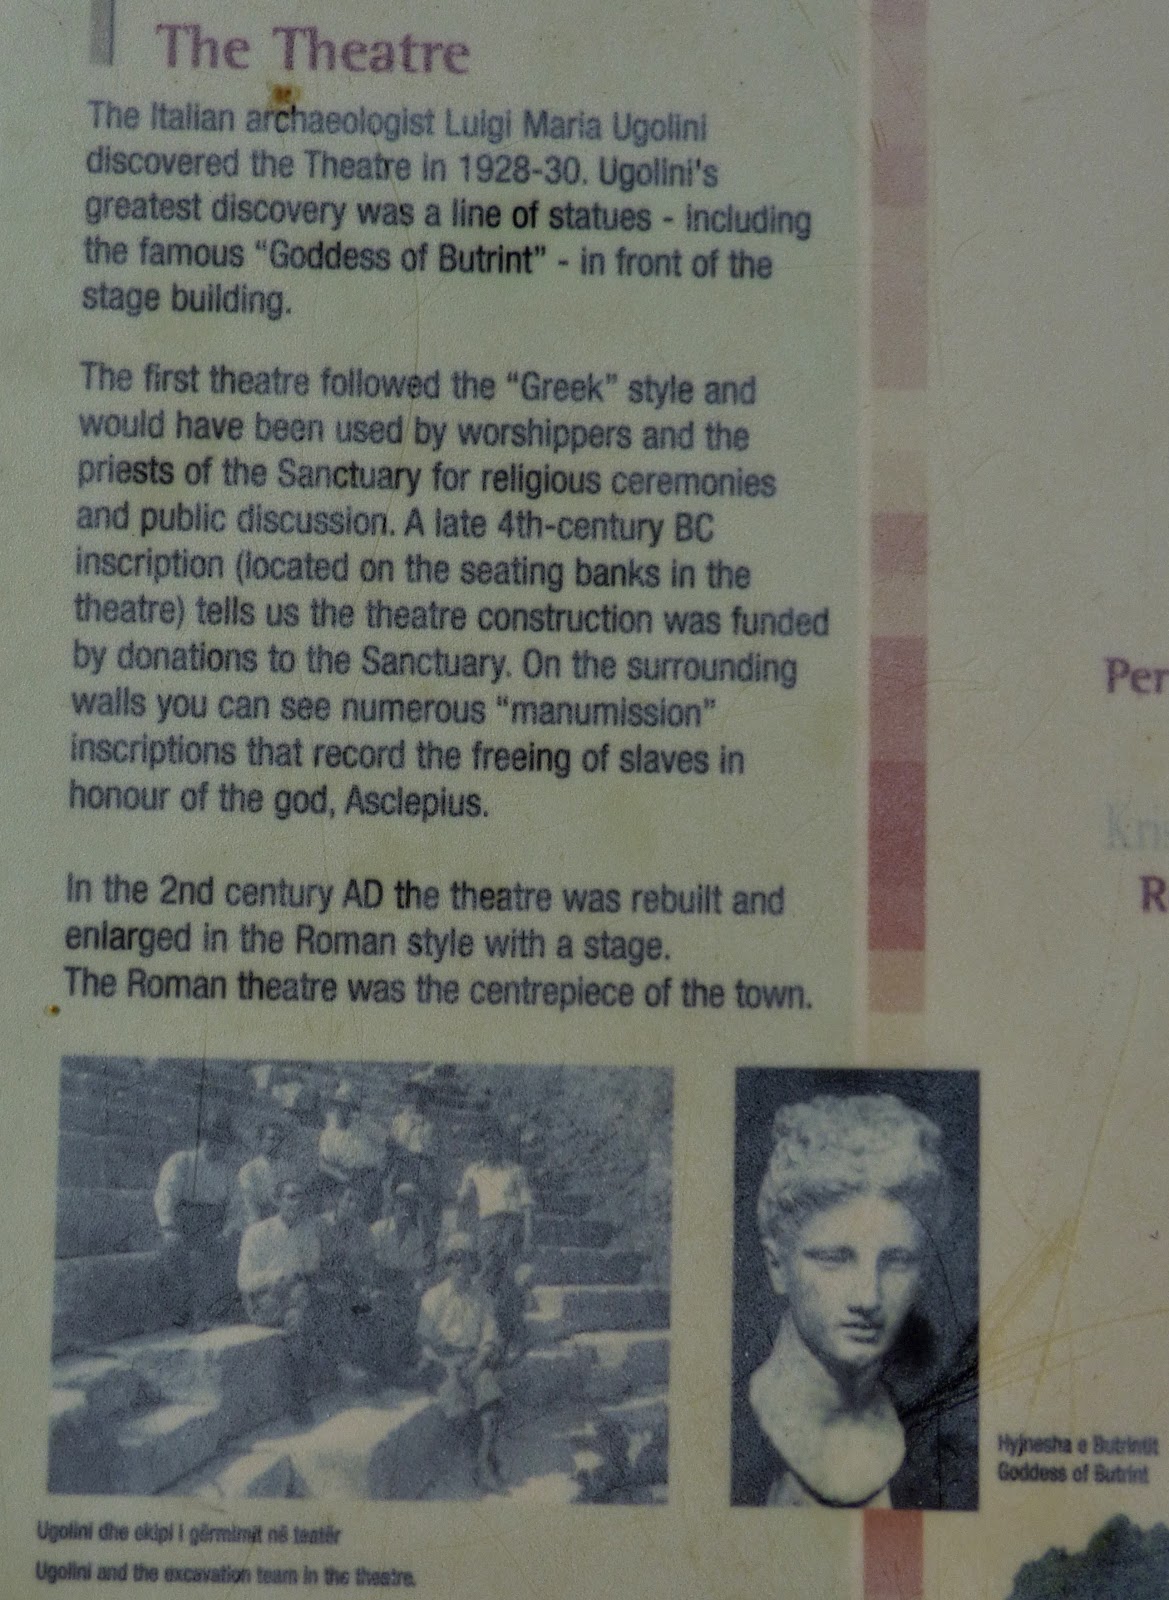 The Theatre
The Italian archaeologist Luigi Maria Ugolini
discovered the Theatre in 1928-30. Ugolini's
greatest discovery was a line of statues - including
the famous “Goddess of Butrint” - in front of the
stage building.
The first theatre followed the “Greek” style and
would have been used by worshippers and the
priests of the Sanctuary for religious ceremonies
and public discussion. A late 4th-century BC
inscription (located on the seating banks in the
theatre) tells us the theatre construction was funded
by donations to the Sanctuary. On the surrounding
walls you can see numerous “manumission”
inscriptions that record the freeing of slaves in
honour of the god, Asclepius.
In the 2nd century AD the theatre was rebuilt and
enlarged in the Roman style with a stage.
The Roman theatre was the centrepiece of the town.
Hyjnesha e Butrintit
Goddess of Butrint
Ugolini dhe ekipi i gërmimit në teatër
Ugolini and the excavation team in the theatre.
Per
R